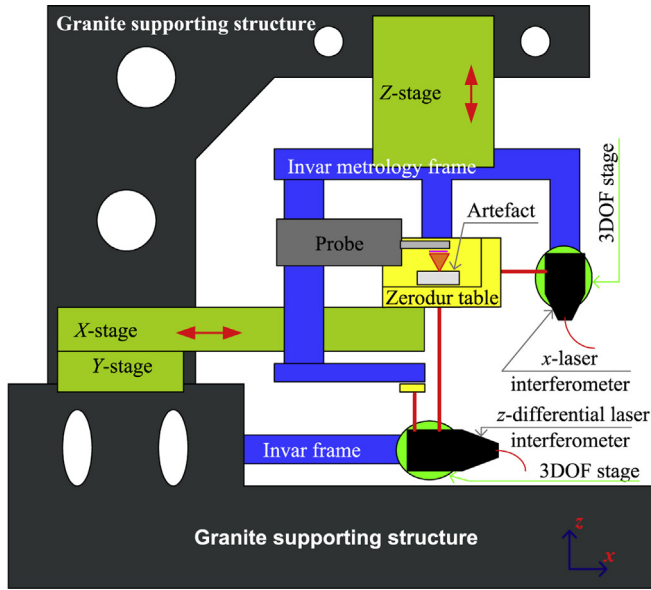 Granite supporting structure
Z-stage
Invar metrology frame
3DOF stage
Artefact
Probe
Zerodur table
X-stage
Y-stage
x-laser
interferometer
z-differential laser
interferometer
Invar frame
3DOF stage
Granite supporting structure
z
x